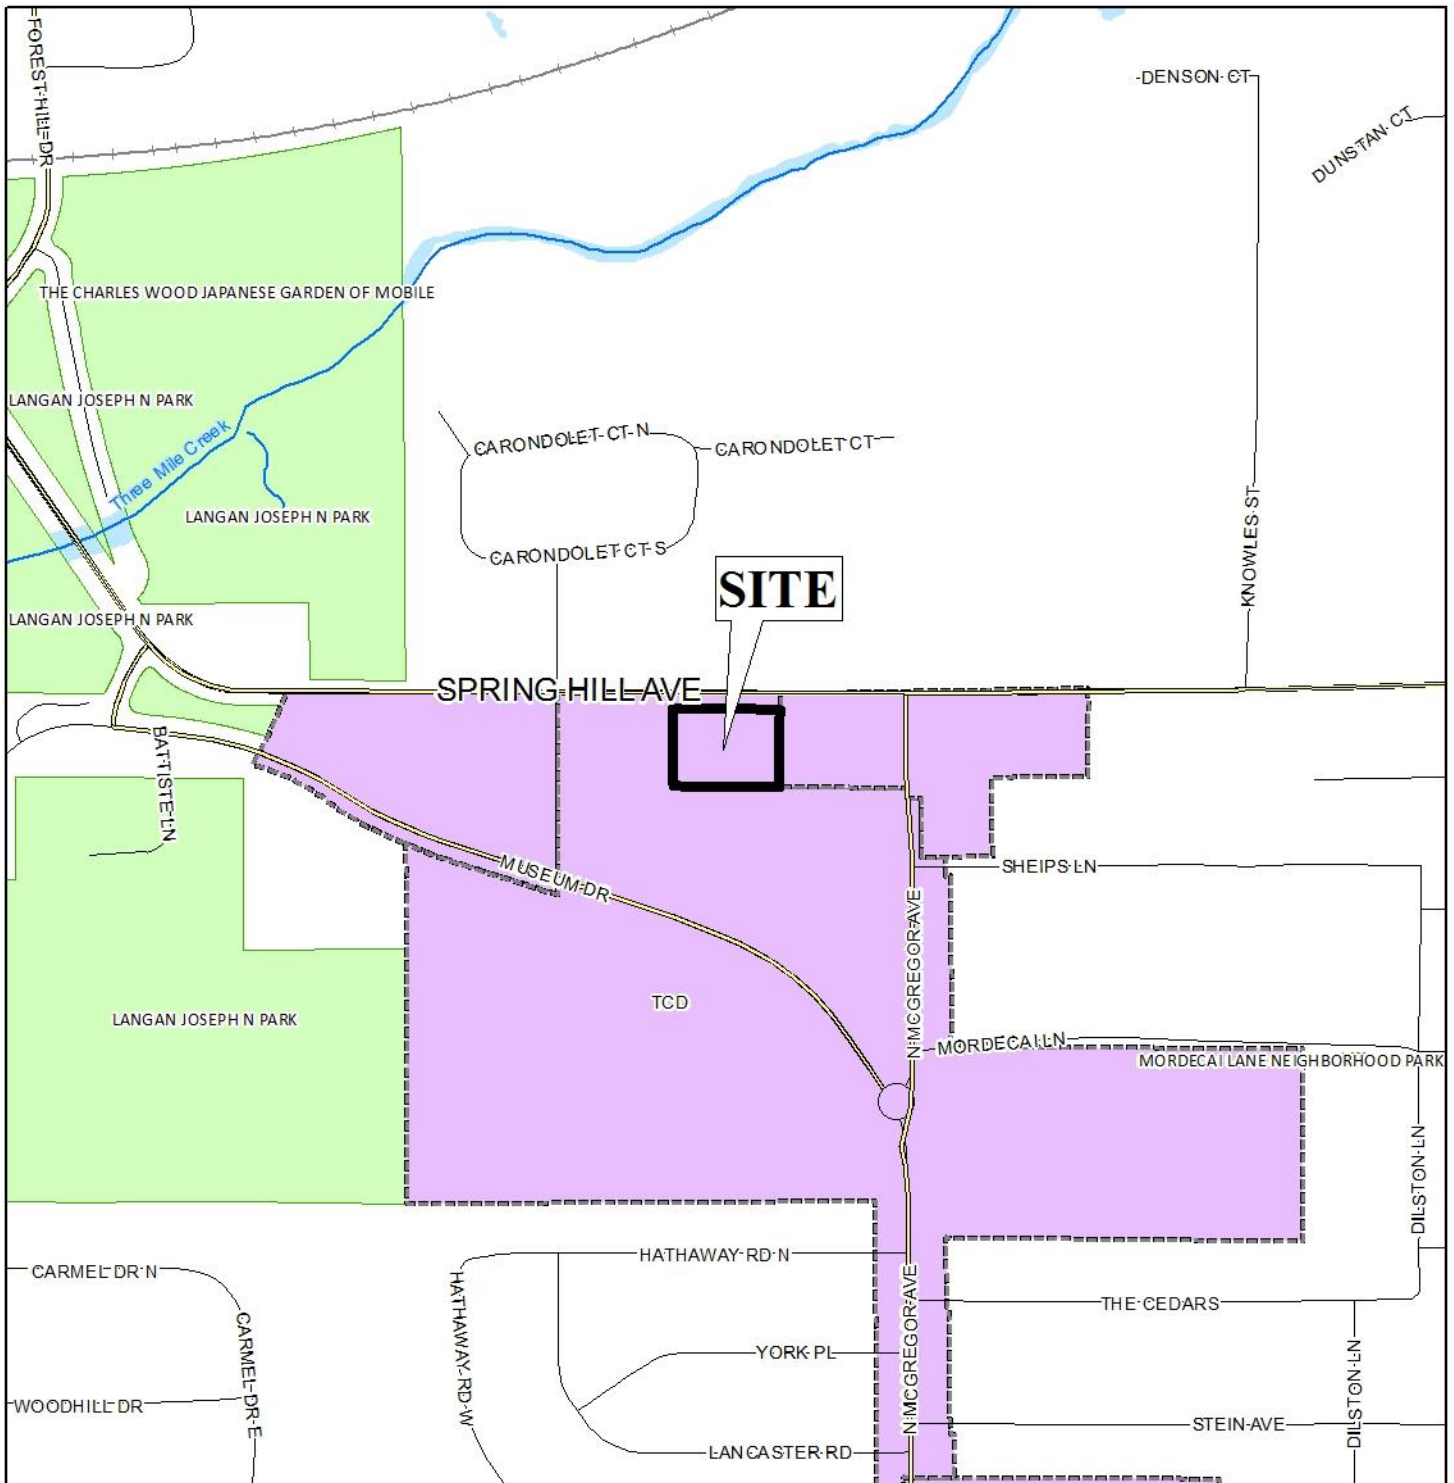 FOREST HILL DR
DENSON CT
DUNSTAN CT
THE CHARLES WOOD JAPANESE GARDEN OF MOBILE
LANGAN JOSEPH N PARK
Three Mile Creek
CARONDOLET CT N
CARONDOLET CT
LANGAN JOSEPH N PARK
CARONDOLET CT S
KNOWLES ST
SITE
LANGAN JOSEPH N PARK
SPRING HILL AVE
BATTISTE LN
MUSEUM DR
SHEIPS LN
N MCGREGOR AVE
TCD
LANGAN JOSEPH N PARK
MORDECAI LN
MORDECAI LANE NEIGHBORHOOD PARK
DILSTON LN
HATHAWAY RD N
CARMEL DR N
HATHAWAY RD W
THE CEDARS
CARMEL DR E
N MCGREGOR AVE
YORK PL
DILSTON LN
WOODHILL DR
STEIN AVE
LANCASTER RD